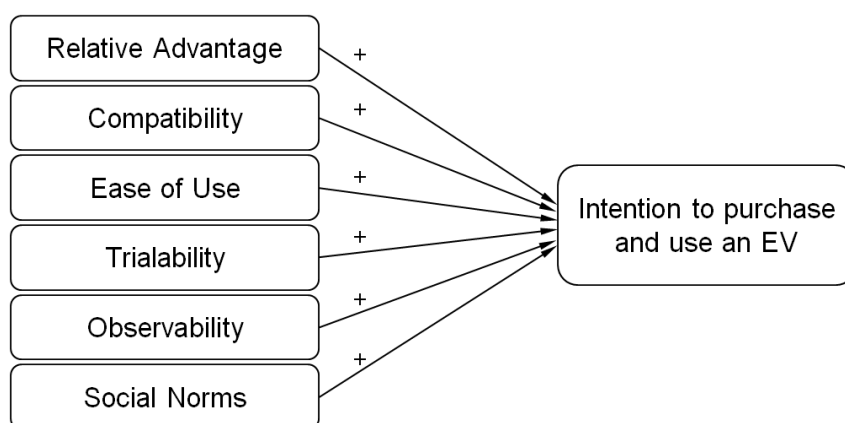 Relative Advantage
+
Compatibility
+
Ease of Use
+
Trialability
+
Observability
+
Social Norms
+
Intention to purchase
and use an EV